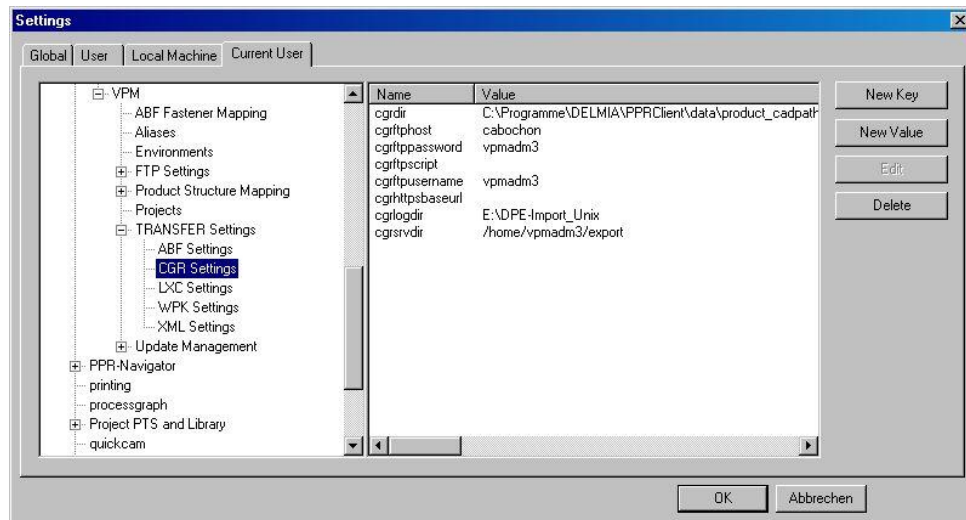 Settings
Global User Local Machine Current User
VPM
ABF Fastener Mapping
Aliases
Environments
FTP Settings
Product Structure Mapping
Projects
TRANSFER Settings
ABF Settings
CGR Settings
LXC Settings
WPK Settings
XML Settings
Update Management
PPR-Navigator
printing
processgraph
Project PTS and Library
quickcam
Name Value
cgrdir C:\Programme\DELMIA\PPRClient\data\product_cadpath
cgrftphost cabochon
cgrftppassword vpmadm3
cgrftpscript
cgrftpusername vpmadm3
cgrhttpsbaseurl
cgrlogdir E:\DPE-Import_Unix
cgrsrvdir /home/vpmadm3/export
New Key
New Value
Edit
Delete
OK Abbrechen